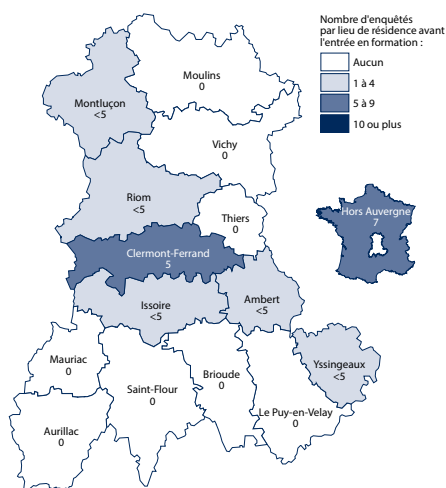 Nombre d'enquêtés
par lieu de résidence avant
l'entrée en formation :
Aucun
1 à 4
5 à 9
10 ou plus
Moulins
0
Montluçon
<5
Vichy
0
Riom
<5
Thiers
0
Hors Auvergne
7
Clermont-Ferrand
5
Issoire
<5
Ambert
<5
Mauriac
0
Saint-Flour
0
Brioude
0
Yssingeaux
<5
Le Puy-en-Velay
0
Aurillac
0